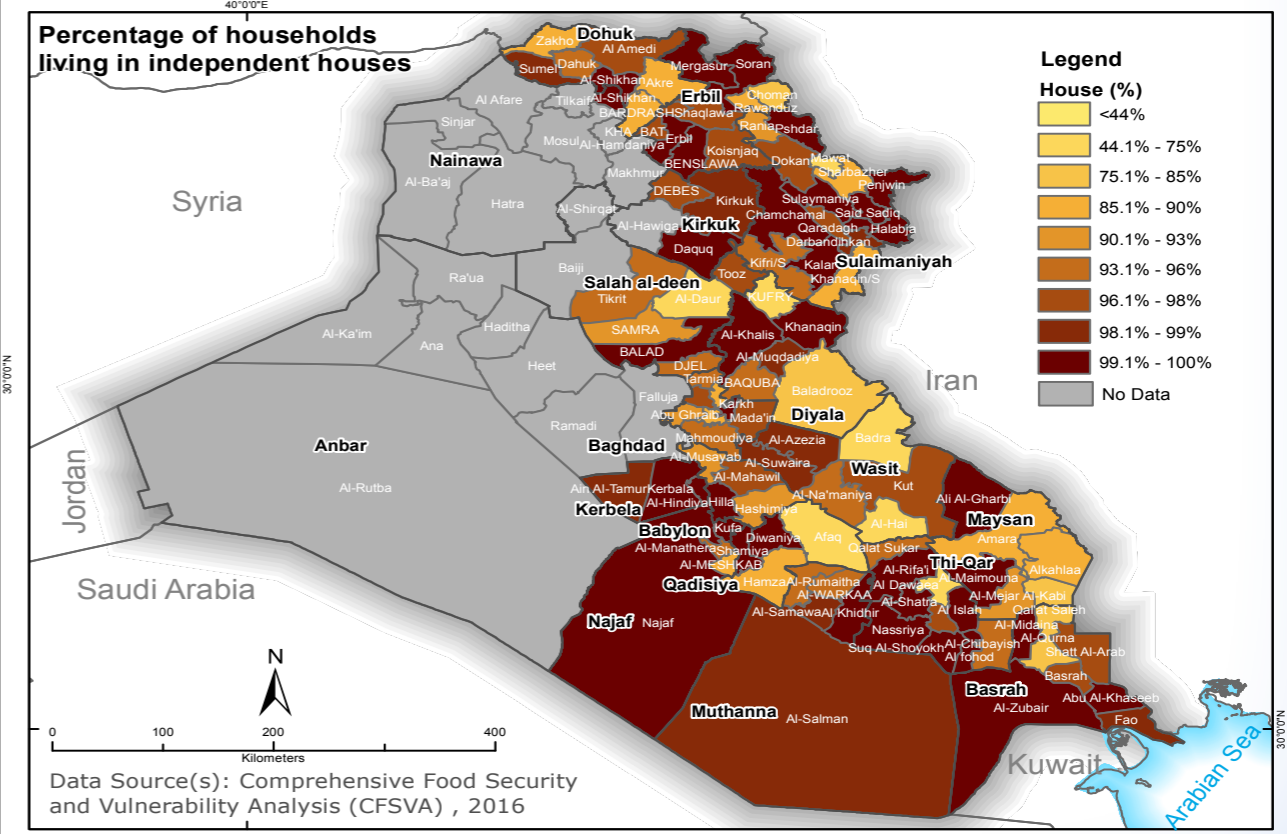 40°0'0"E
Percentage of households
living in independent houses
Legend
House (%)
<44%
44.1% - 75%
75.1% - 85%
85.1% - 90%
90.1% - 93%
93.1% - 96%
96.1% - 98%
98.1% - 99%
99.1% - 100%
No Data
Dohuk
Zakho
Al Amedi
Sumel
Dahuk
Mergasur
Soran
Al-Shikhan
Akre
Al Afare
Tilkaif
Al-Shikhan
Erbil
Choman
Rawanduz
BARDRASH
Shaqlawa
Sinjar
KHA_BAT
Rania
Pshdar
Mosul
Al-Hamdaniya
Erbil
Koisnjaq
Nainawa
BENSLAWA
Dokan
Mawat
Sharbazher
Penjwin
Makhmur
Al-Ba'aj
DEBES
Syria
Hatra
Al-Shirqat
Kirkuk
Sulaymaniya
Chamchamal
Said Sadiq
Al-Hawiga
Kirkuk
Qaradagh
Halabja
Darbandihkan
Daquq
Kifri/S
Kalar
Sulaimaniyah
Ra'ua
Baiji
Tooz
Khanaqin/S
Salah al-deen
Tikrit
Al-Daur
KUFRY
Al-Ka'im
Haditha
SAMRA
Al-Khalis
Khanaqin
Ana
BALAD
Al-Muqdadiya
Heet
DJEL
Tarmia
BAQUBA
Iran
30°0'0"N
Falluja
Karkh
Baladrooz
Abu Ghraib
Mada'in
Diyala
Ramadi
Anbar
Baghdad
Mahmoudiya
Al-Azezia
Badra
Al-Musayab
Al-Suwaira
Wasit
Jordan
Al-Rutba
Al-Mahawil
Kut
Ain Al-Tamur
Kerbala
Al-Na'maniya
Ali Al-Gharbi
Al-Hindiya
Hilla
Kerbela
Hashimiya
Maysan
Babylon
Kufa
Al-Hai
Diwaniya
Afaq
Amara
Al-Manathera
Shamiya
Qalat Sukar
Al-MESHKAB
Thi-Qar
Alkahlaa
Al-Rifa'i
Saudi Arabia
Qadisiya
Hamza
Al-Rumaitha
Al Dawaea
Al-Maimouna
Al-WARKAA
Al-Shatra
Al-Mejar Al-Kabi
Al-Samawa
Al Khidhir
Al Islah
Qal'at Saleh
Najaf
Najaf
Nassriya
Al-Midaina
Al-Qurna
Suq Al-Shoyokh
Al-Chibayish
Al fohod
Shatt Al-Arab
Basrah
N
Basrah
Muthanna
Al-Salman
Al-Zubair
Abu Al-Khaseeb
Fao
30°0'0"N
0 100 200 400
Kilometers
Kuwait
Arabian Sea
Data Source(s): Comprehensive Food Security
and Vulnerability Analysis (CFSVA) , 2016